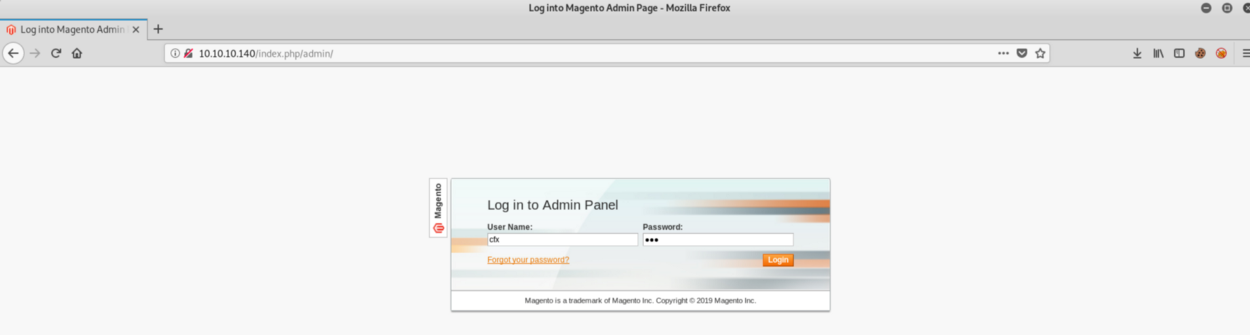 Log into Magento Admin Page - Mozilla Firefox
Log into Magento Admin
10.10.10.140/index.php/admin/
Magento
Log in to Admin Panel
User Name: Password:
cfx ●●●
Forgot your password? Login
Magento is a trademark of Magento Inc. Copyright © 2019 Magento Inc.